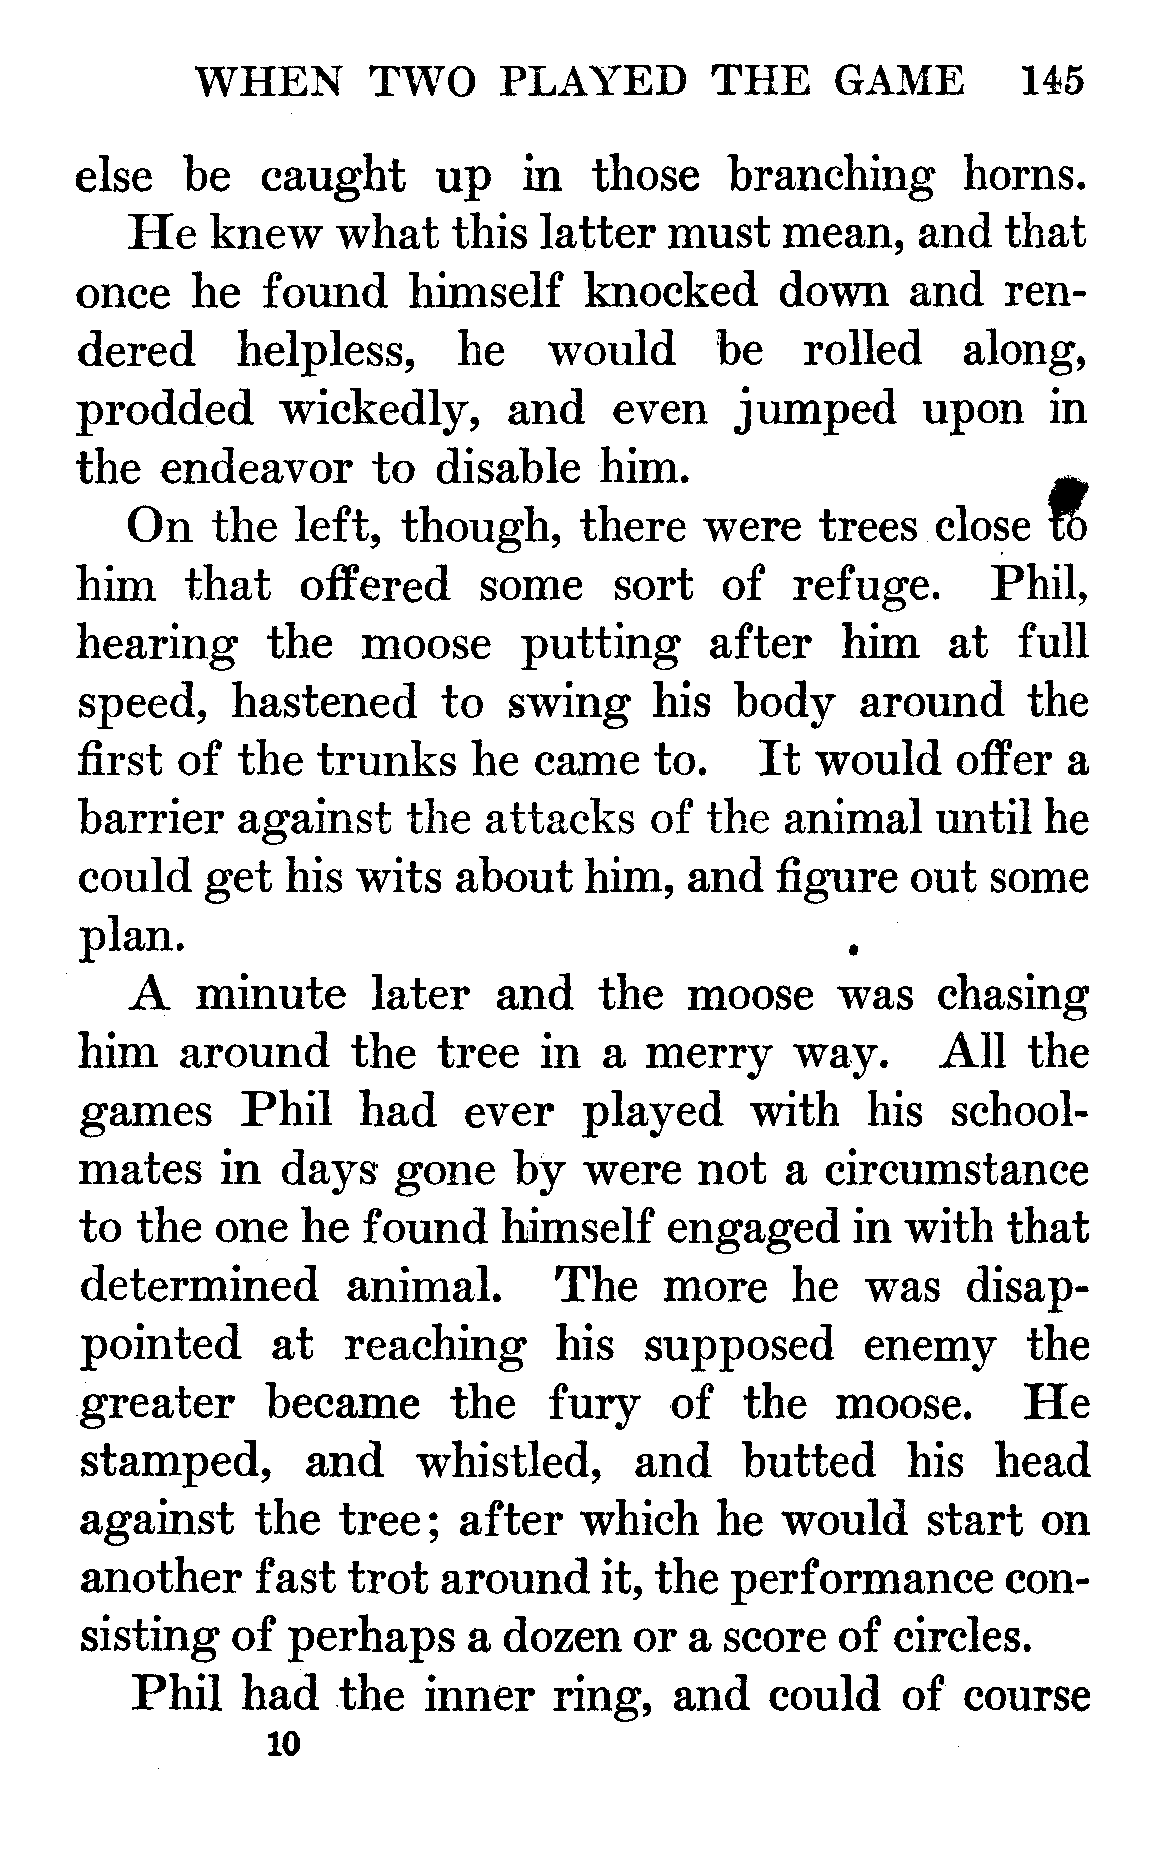 WHEN TWO PLAYED THE GAME 145
else be caught up in those branching horns.
He knew what this latter must mean, and that
once he found himself knocked down and ren-
dered helpless, he would be rolled along,
prodded wickedly, and even jumped upon in
the endeavor to disable him.
On the left, though, there were trees close to
him that offered some sort of refuge. Phil,
hearing the moose putting after him at full
speed, hastened to swing his body around the
first of the trunks he came to. It would offer a
barrier against the attacks of the animal until he
could get his wits about him, and figure out some
plan.
A minute later and the moose was chasing
him around the tree in a merry way. All the
games Phil had ever played with his school-
mates in days gone by were not a circumstance
to the one he found himself engaged in with that
determined animal. The more he was disap-
pointed at reaching his supposed enemy the
greater became the fury of the moose. He
stamped, and whistled, and butted his head
against the tree; after which he would start on
another fast trot around it, the performance con-
sisting of perhaps a dozen or a score of circles.
Phil had the inner ring, and could of course
10